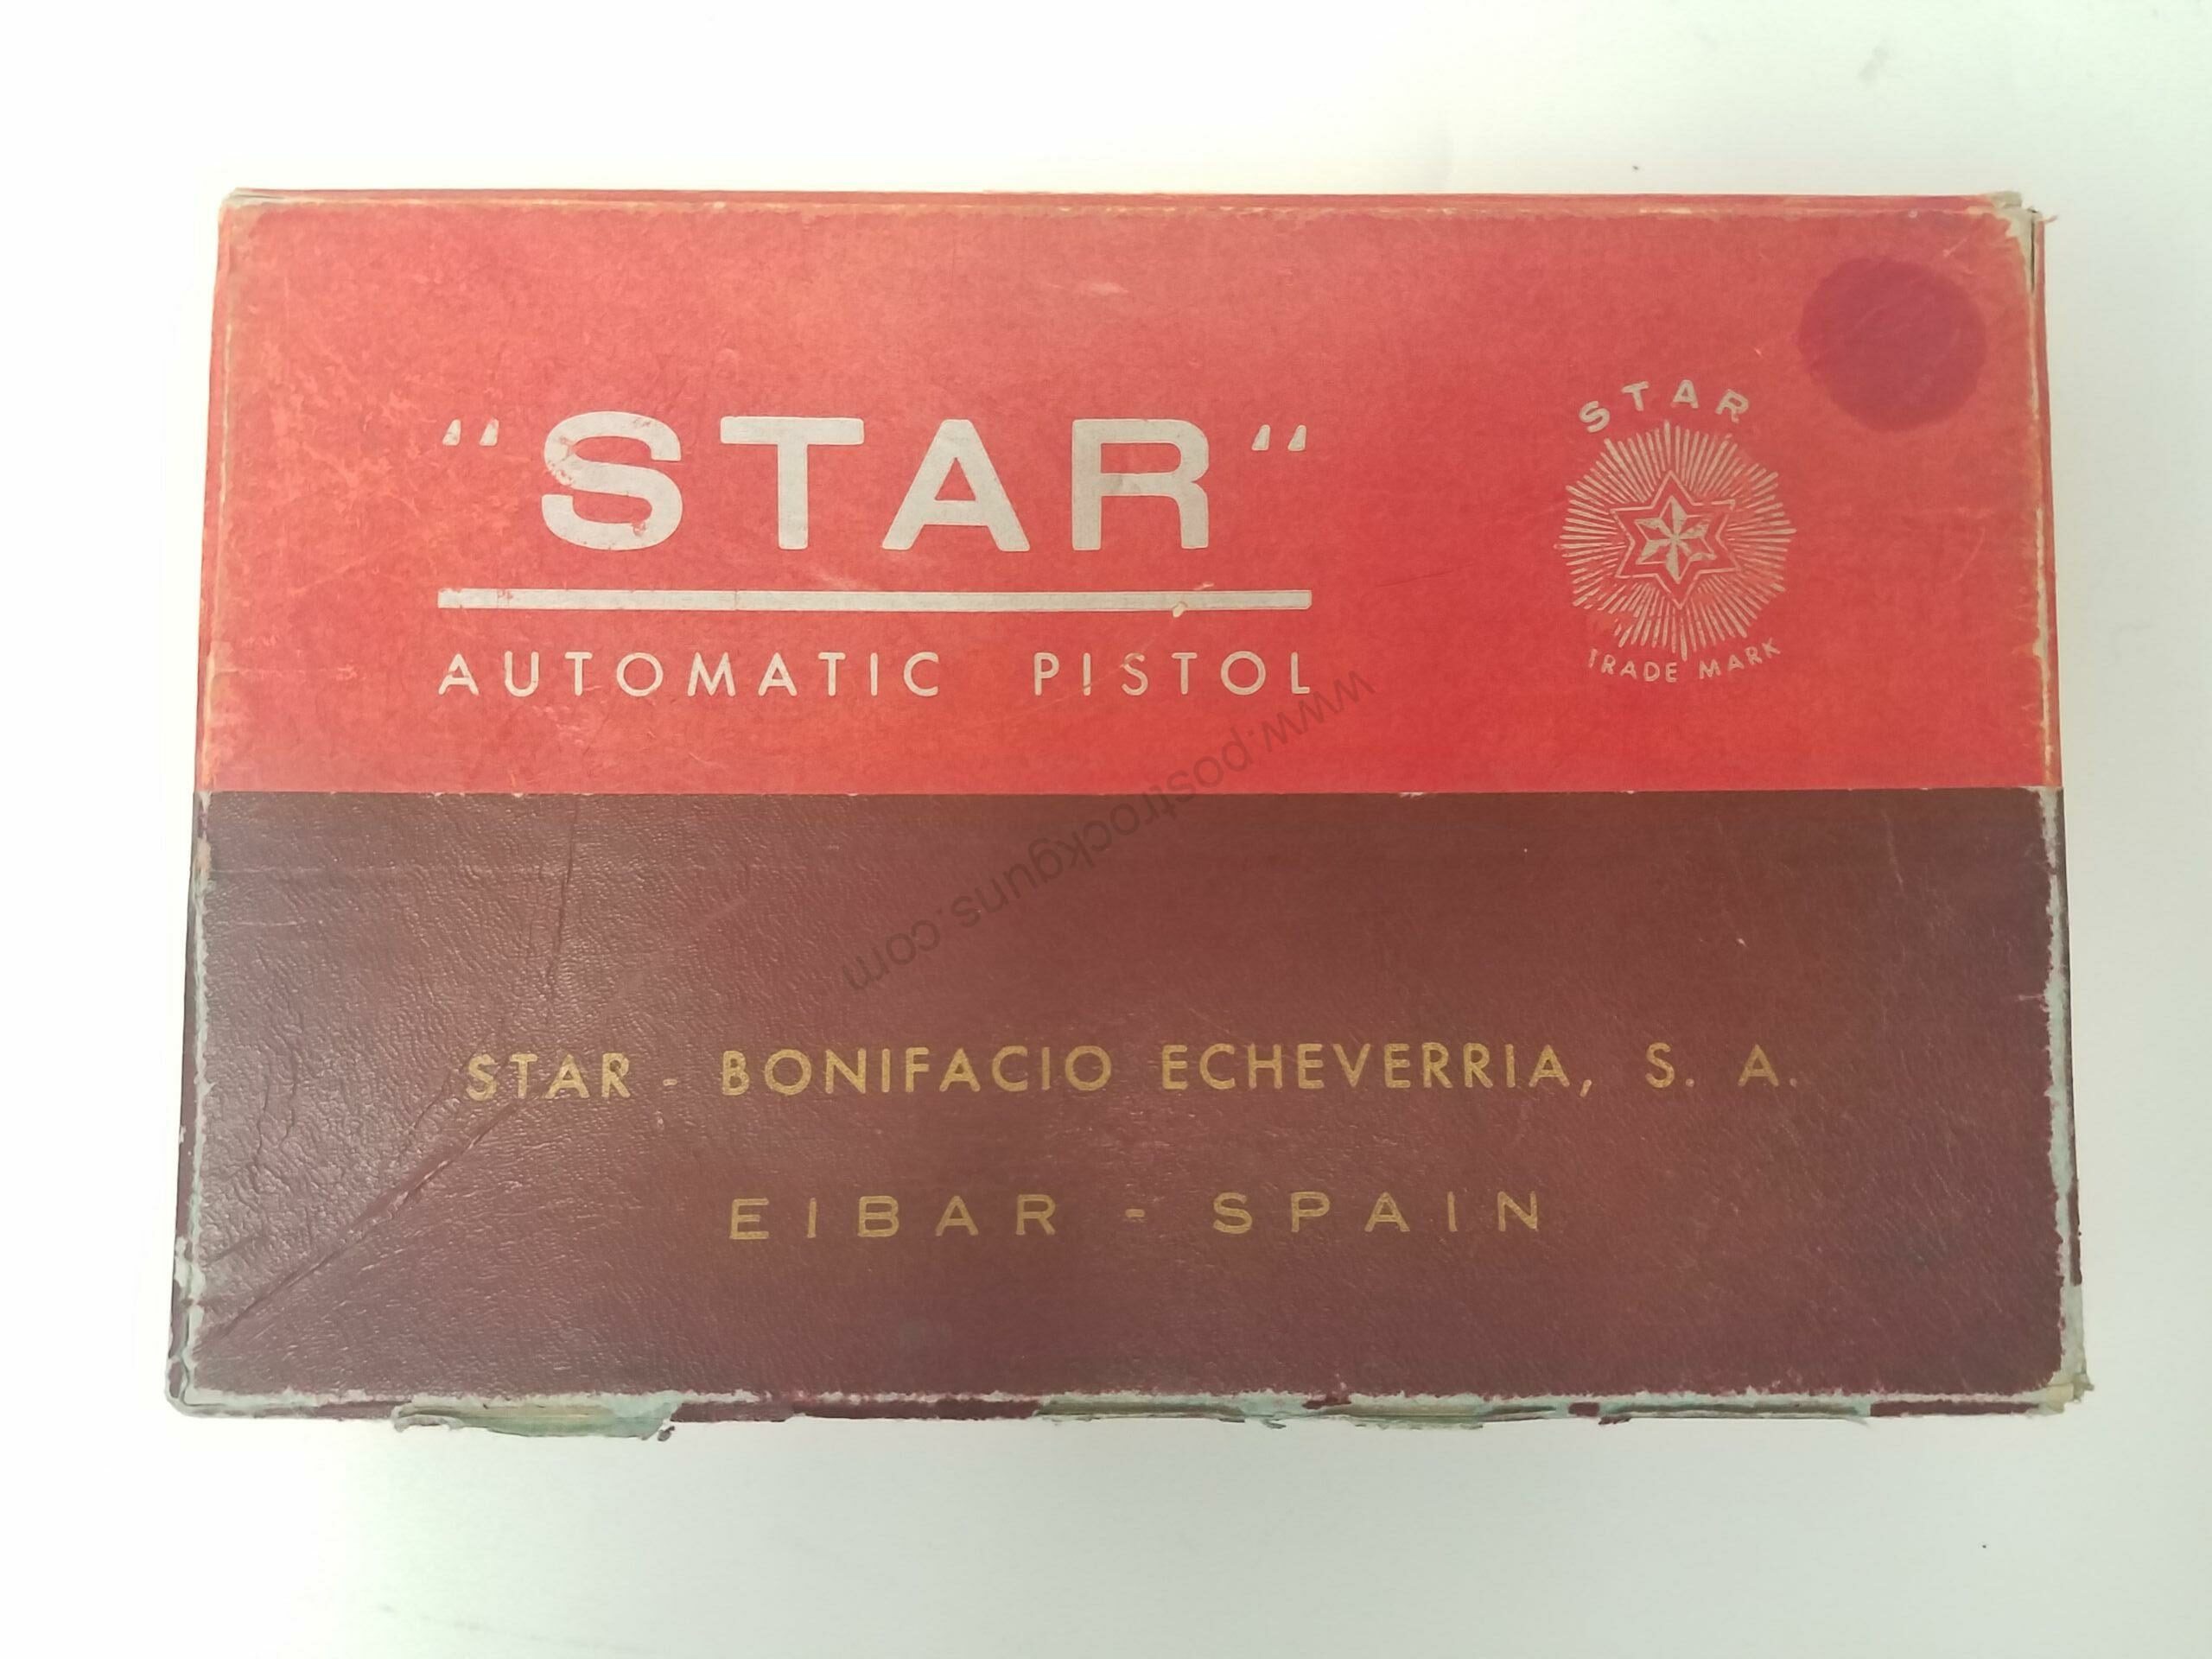 "STAR"
AUTOMATIC PISTOL
STAR
TRADE MARK
www.postrockguns.com
STAR - BONIFACIO ECHEVERRIA, S. A.
EIBAR - SPAIN